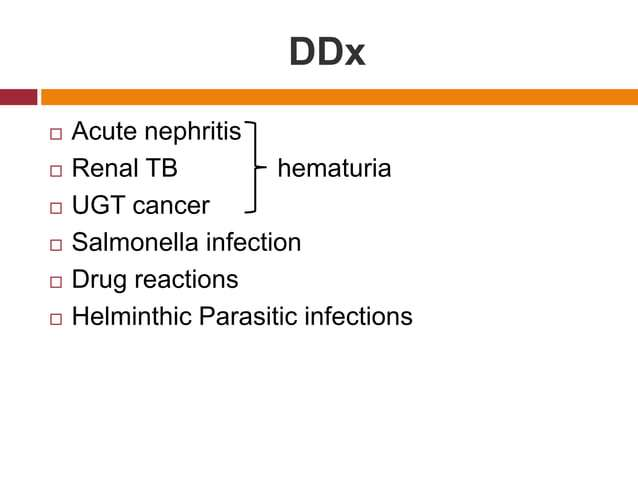 DDx
Acute nephritis
Renal TB
hematuria
UGT cancer
Salmonella infection
Drug reactions
Helminthic Parasitic infections